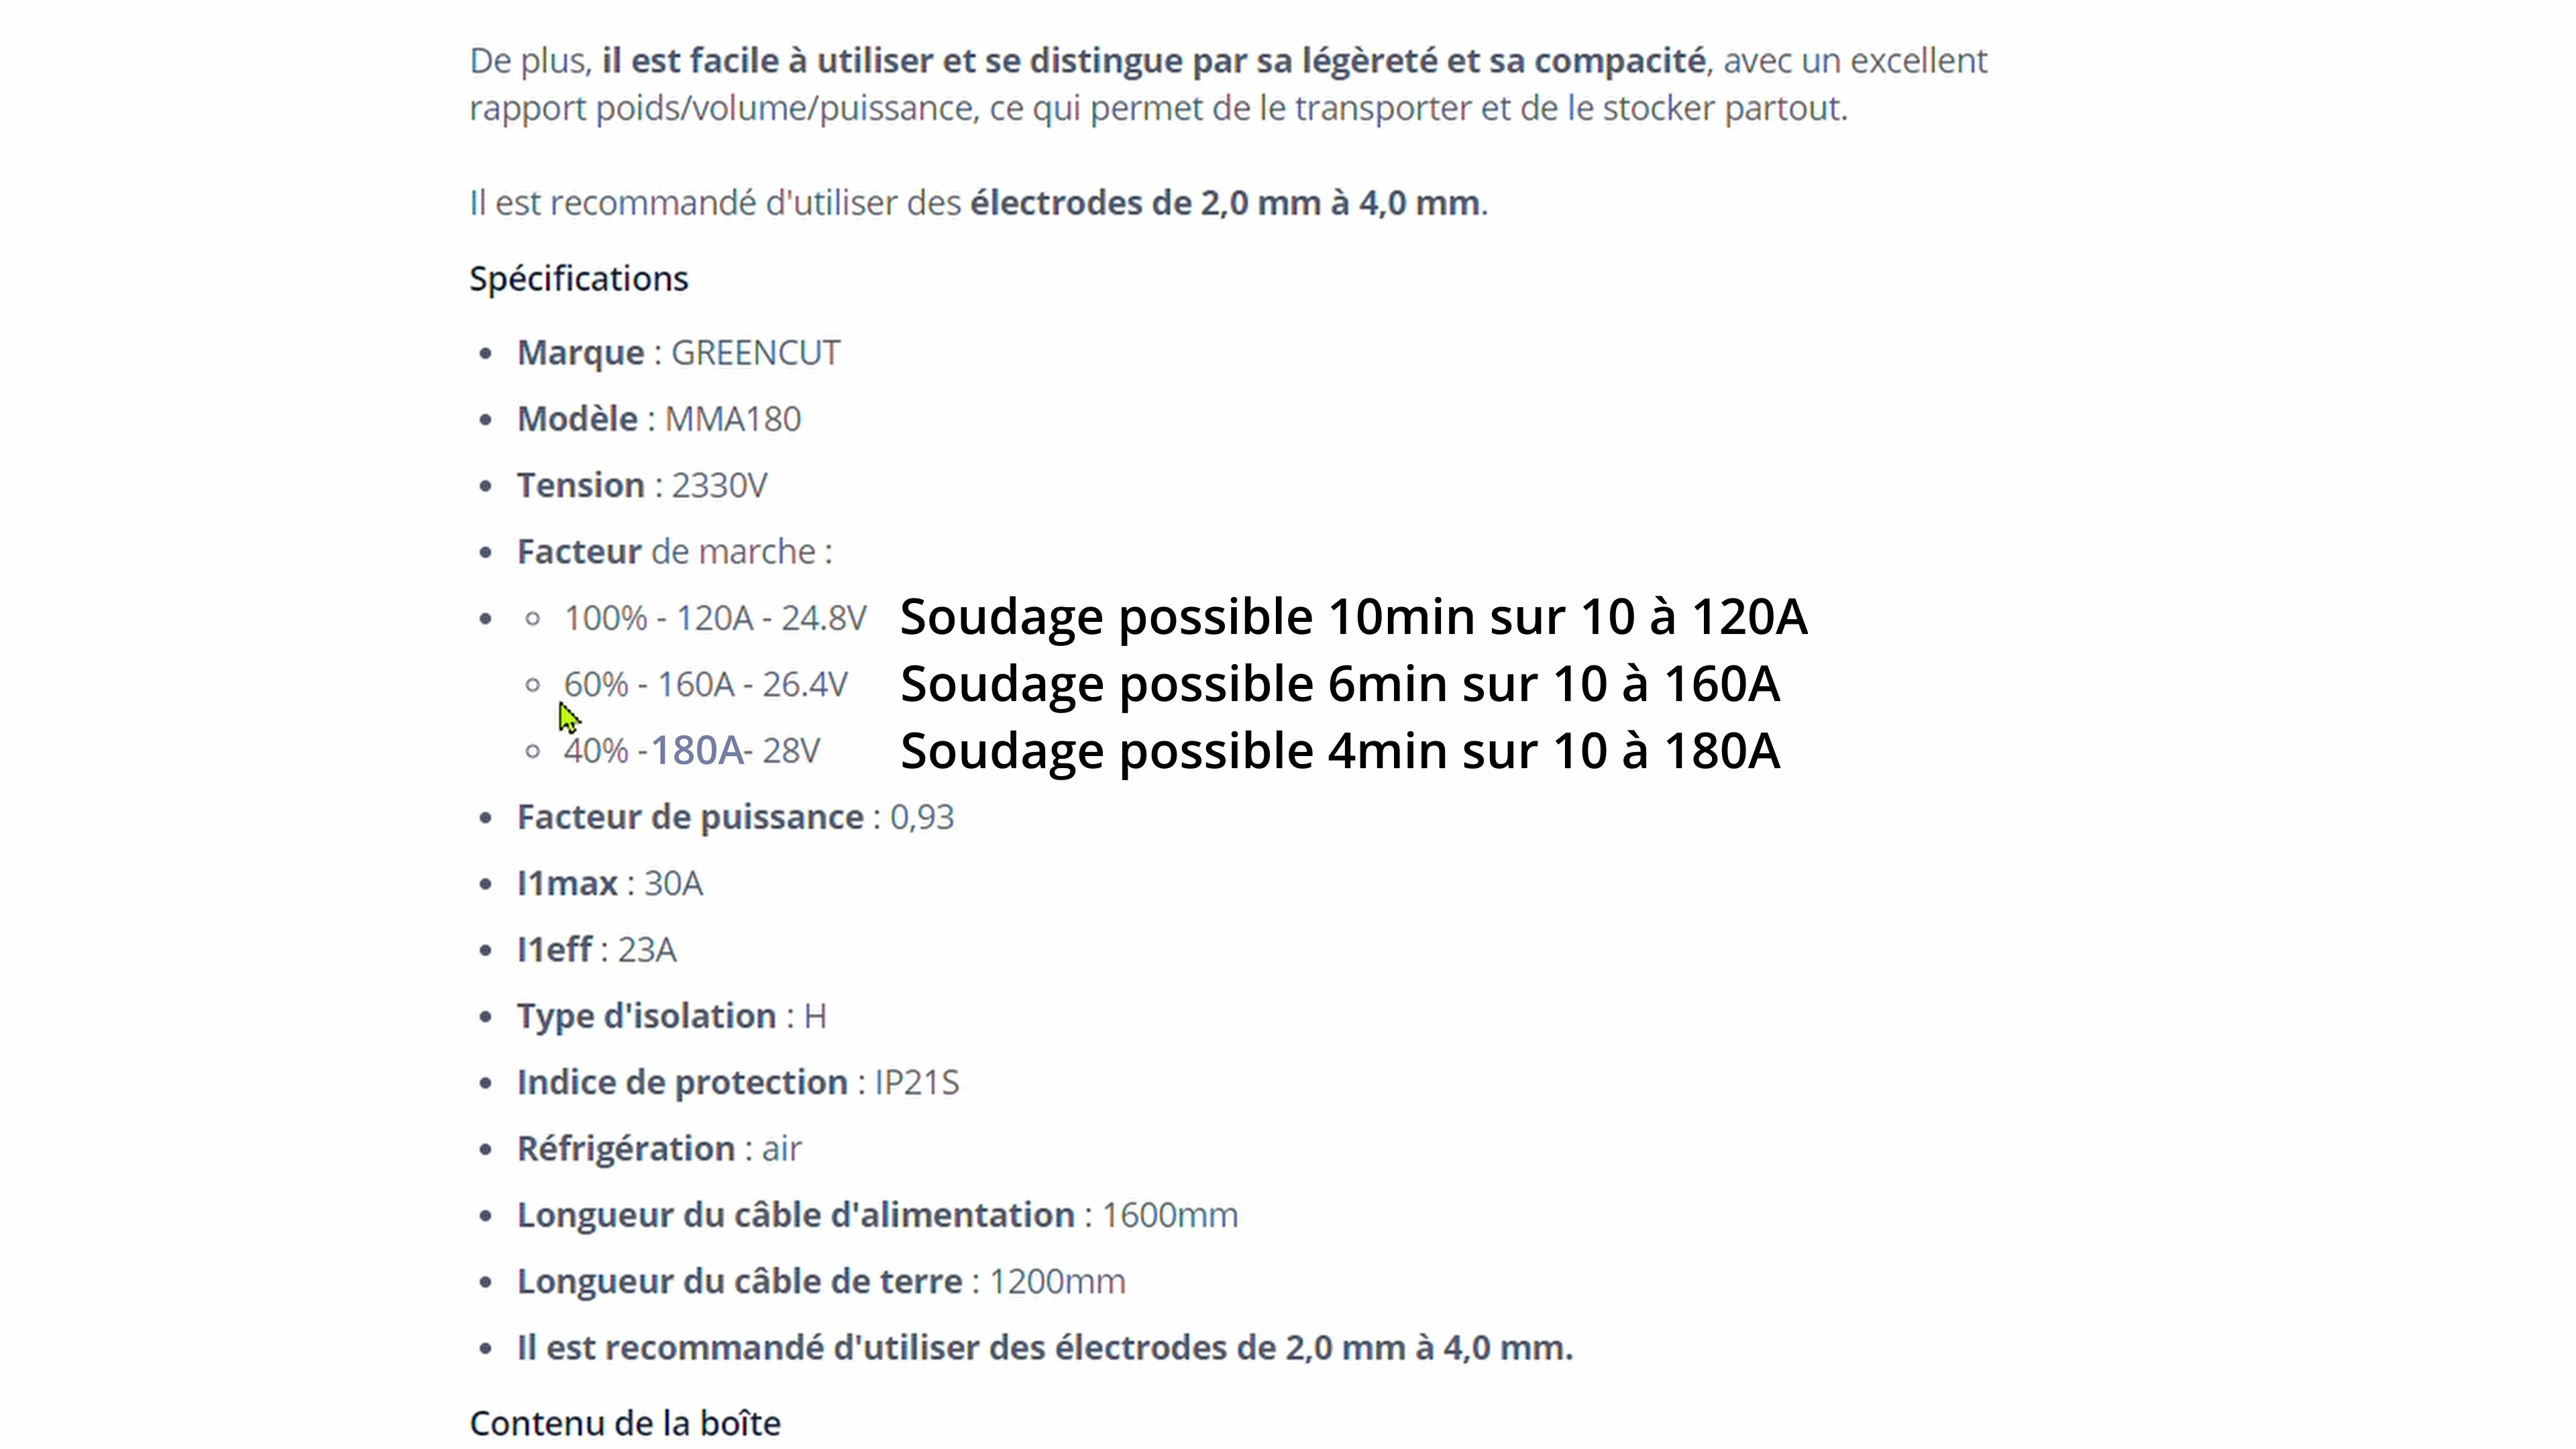 De plus, il est facile à utiliser et se distingue par sa légèreté et sa compacité, avec un excellent
rapport poids/volume/puissance, ce qui permet de le transporter et de le stocker partout.
Il est recommandé d'utiliser des électrodes de 2,0 mm à 4,0 mm.
Spécifications
• Marque : GREENCUT
• Modèle : MMA180
• Tension : 2330V
• Facteur de marche :
• ○ 100% - 120A - 24.8V Soudage possible 10min sur 10 à 120A
○ 60% - 160A - 26.4V Soudage possible 6min sur 10 à 160A
○ 40% -180A- 28V Soudage possible 4min sur 10 à 180A
• Facteur de puissance : 0,93
• I1max : 30A
• I1eff : 23A
• Type d'isolation : H
• Indice de protection : IP21S
• Réfrigération : air
• Longueur du câble d'alimentation : 1600mm
• Longueur du câble de terre : 1200mm
• Il est recommandé d'utiliser des électrodes de 2,0 mm à 4,0 mm.
Contenu de la boîte